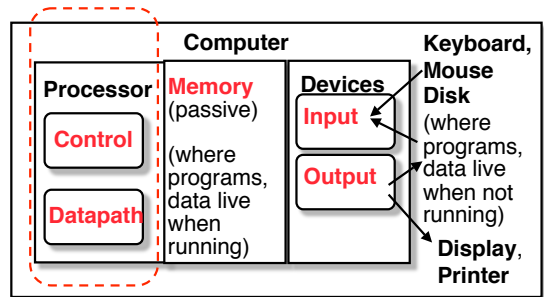 Computer
Processor
Control
Datapath
Memory
(passive)
(where
programs,
data live
when
running)
Devices
Input
Output
Keyboard,
Mouse
Disk
(where
programs,
data live
when not
running)
Display,
Printer